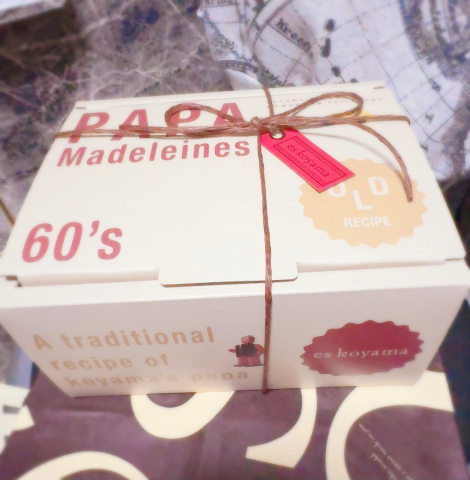 PAPA
Madeleines
60's
es koyama
OLD
RECIPE
A traditional
recipe of
koyama's papa
es koyama